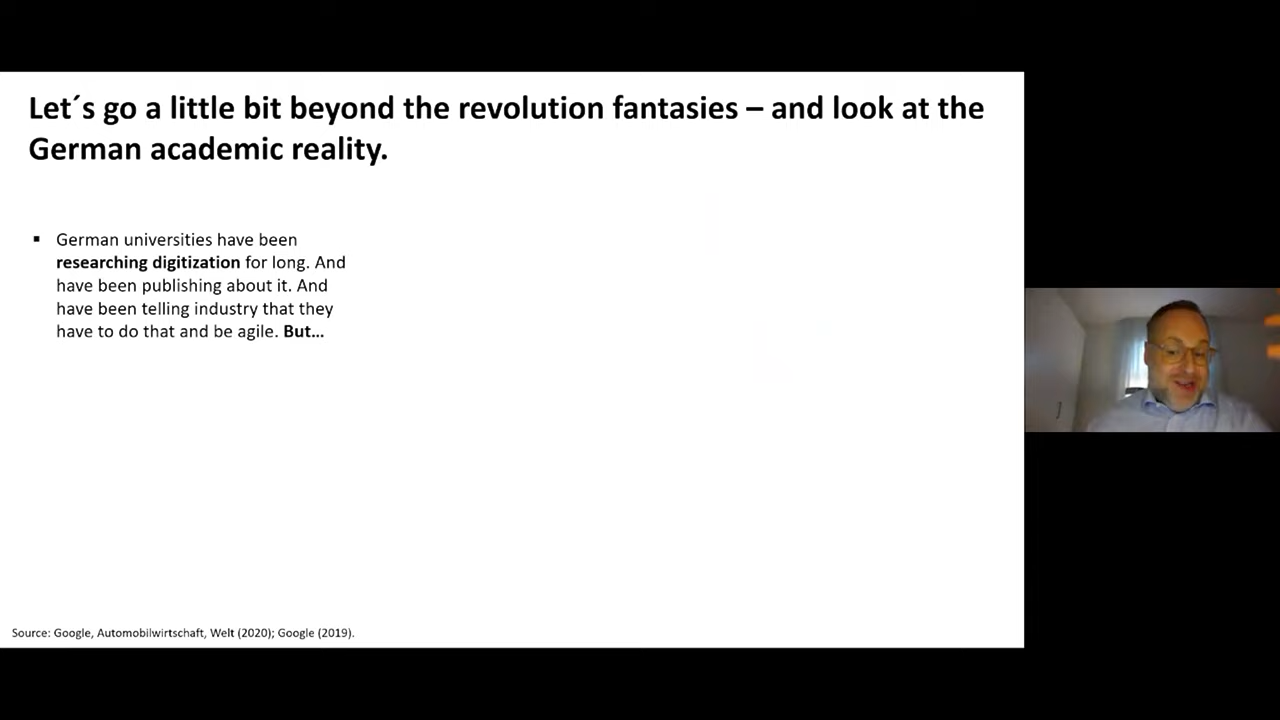 Let´s go a little bit beyond the revolution fantasies – and look at the
German academic reality.
▪ German universities have been
researching digitization for long. And
have been publishing about it. And
have been telling industry that they
have to do that and be agile. But…
Source: Google, Automobilwirtschaft, Welt (2020); Google (2019).